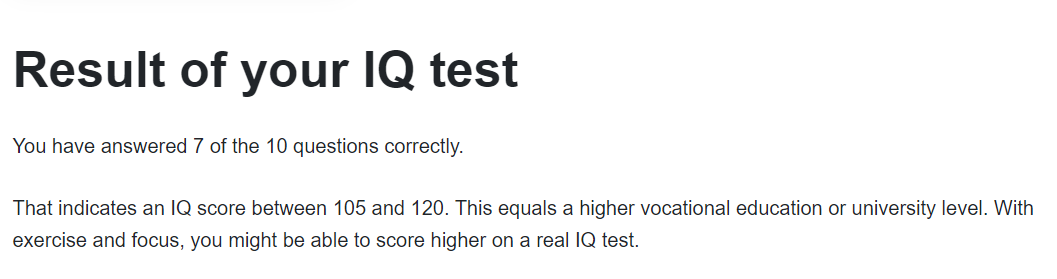 Result of your IQ test
You have answered 7 of the 10 questions correctly.
That indicates an IQ score between 105 and 120. This equals a higher vocational education or university level. With
exercise and focus, you might be able to score higher on a real IQ test.